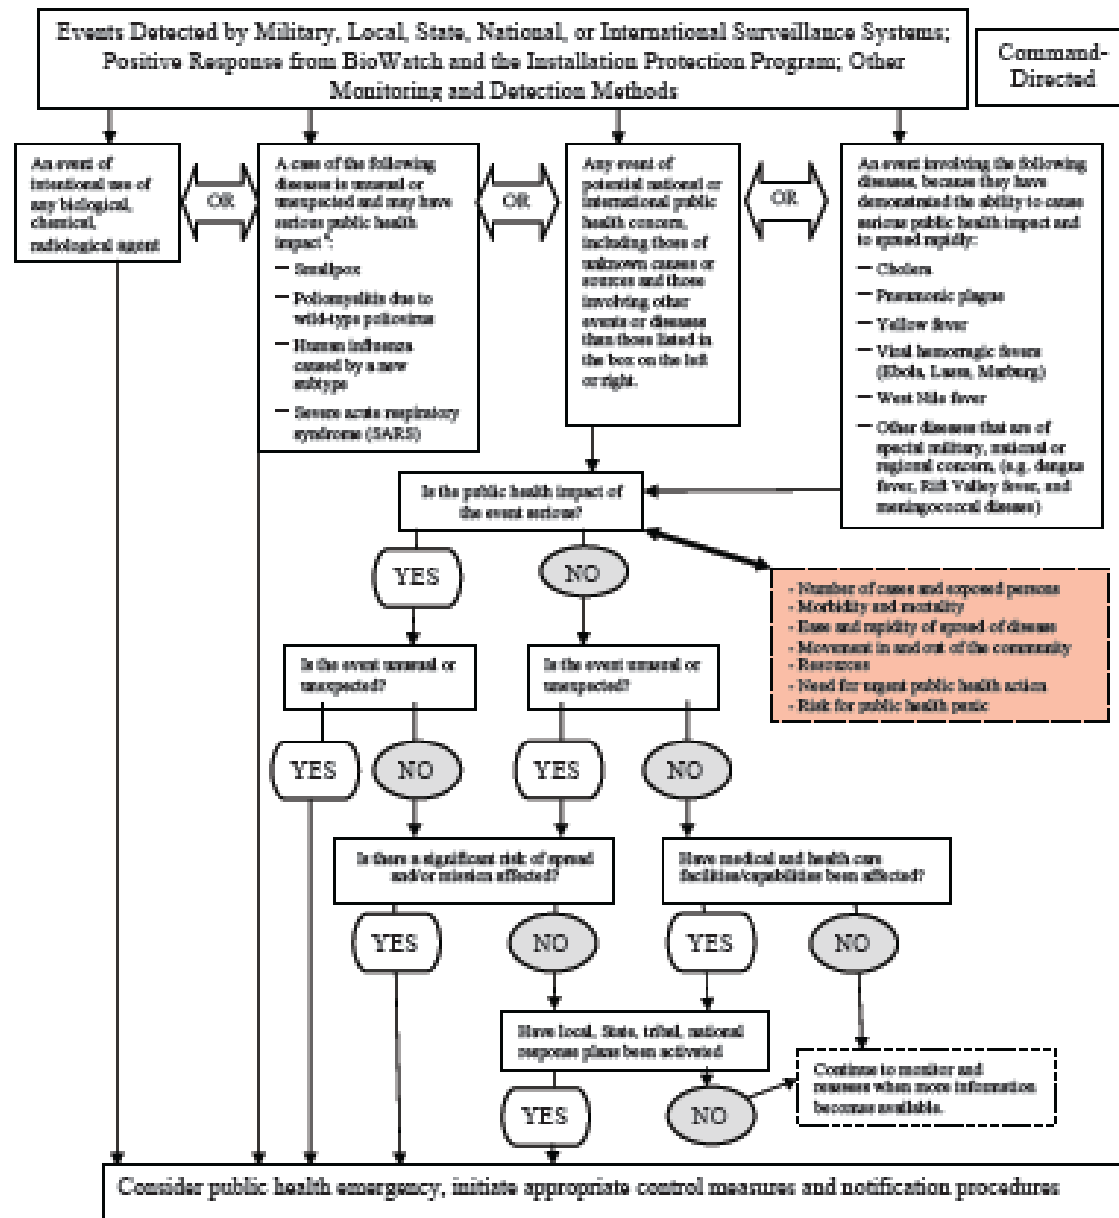 Events Detected by Military, Local, State, National, or International Surveillance Systems;
Positive Response from BioWatch and the Installation Protection Program; Other
Monitoring and Detection Methods
Command-
Directed
An event of
intentional use of
any biological,
chemical,
radiological agent
OR
A case of the following
diseases is unusual or
unexpected and may have
serious public health
impact*:
— Smallpox
— Poliomyelitis due to
wild-type poliovirus
— Human influenza
caused by a new
subtype
— Severe acute respiratory
syndrome (SARS)
OR
Any event of
potential national or
international public
health concern,
including those of
unknown causes or
sources and those
involving other
events or diseases
than those listed in
the box on the left
or right.
OR
An event involving the following
diseases, because they have
demonstrated the ability to cause
serious public health impact and
to spread rapidly:
— Cholera
— Pneumonic plague
— Yellow fever
— Viral hemorragic fevers
(Ebola, Lassa, Marburg)
— West Nile fever
— Other diseases that are of
special military, national or
regional concern, (e.g. dengue
fever, Rift Valley fever, and
meningococcal disease)
Is the public health impact of
the event serious?
YES
NO
- Number of cases and exposed persons
- Morbidity and mortality
- Ease and rapidity of spread of disease
- Movement in and out of the community
- Resources
- Need for urgent public health action
- Risk for public health panic
Is the event unusual or
unexpected?
Is the event unusual or
unexpected?
YES
NO
YES
NO
Is there a significant risk of spread
and/or mission affected?
Have medical and health care
facilities/capabilities been affected?
YES
NO
YES
NO
Have local, State, tribal, national
response plans been activated
Continue to monitor and
reassess when more information
becomes available.
YES
NO
Consider public health emergency, initiate appropriate control measures and notification procedures